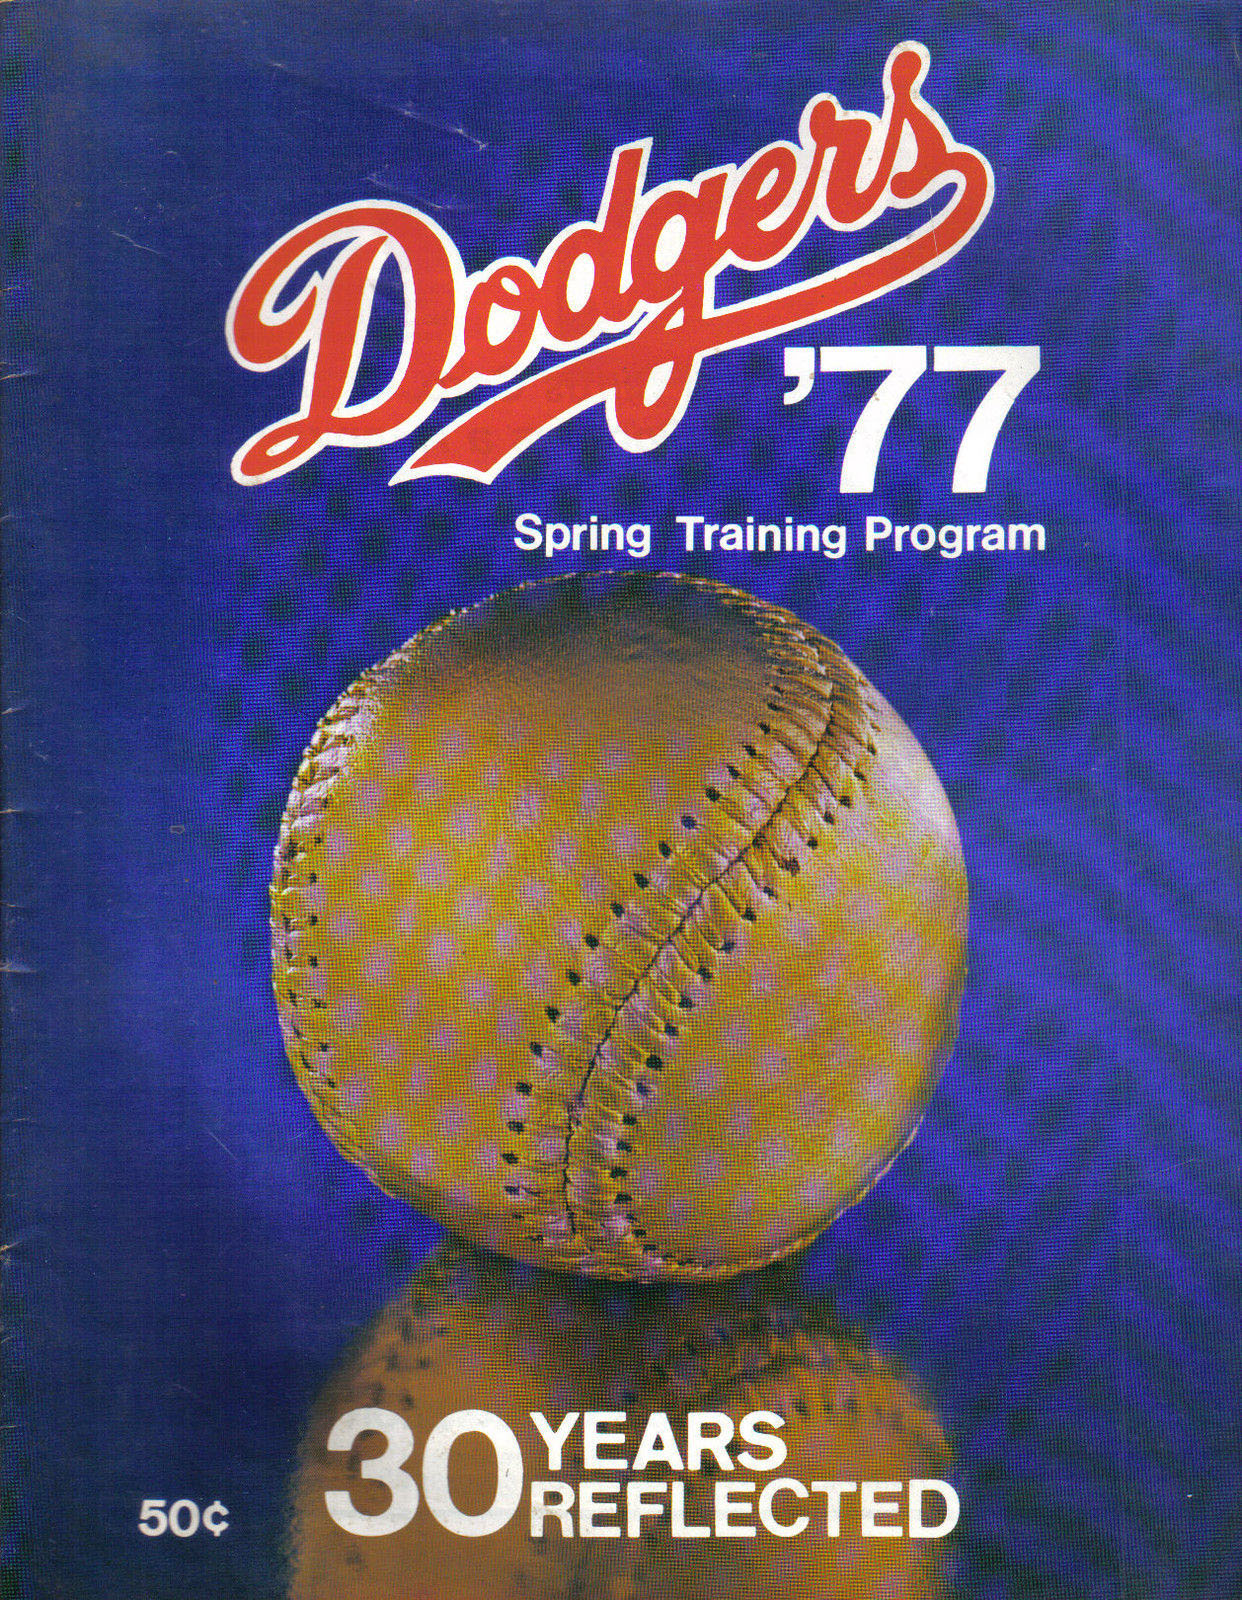 Dodgers
'77
Spring Training Program
30 YEARS
REFLECTED
50¢